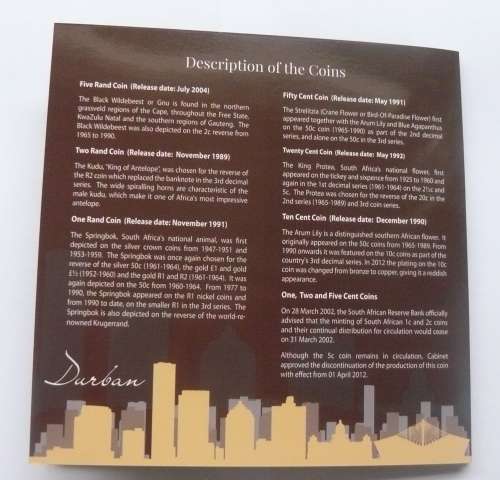 Description of the Coins
Five Rand Coin (Release date: July 2004)
The Black Wildebeest or Gnu is found in the northern
grasveld regions of the Cape, throughout the Free State,
KwaZulu Natal and the southern regions of Gauteng. The
Black Wildebeest was also depicted on the 2c reverse from
1965 to 1990.
Two Rand Coin (Release date: November 1989)
The Kudu, "King of Antelope", was chosen for the reverse of
the R2 coin which replaced the banknote in the 3rd decimal
series. The wide spiralling horns are characteristic of the
male kudu, which make it one of Africa's most impressive
antelope.
One Rand Coin (Release date: November 1991)
The Springbok, South Africa's national animal, was first
depicted on the silver crown coins from 1947-1951 and
1953-1959. The Springbok was once again chosen for the
reverse of the silver 50c (1961-1964), the gold E1 and gold
E½ (1952-1960) and the gold R1 and R2 (1961-1964). It was
again depicted on the 50c from 1960-1964. From 1977 to
1990, the Springbok appeared on the R1 nickel coins and
from 1990 to date, on the smaller R1 in the 3rd series. The
Springbok is also depicted on the reverse of the world-re-
nowned Krugerrand.
Fifty Cent Coin (Release date: May 1991)
The Strelitzia (Crane Flower or Bird-Of-Paradise Flower) first
appeared together with the Arum Lily and Blue Agapanthus
on the 50c coin (1965-1990) as part of the 2nd decimal
series, and alone on the 50c in the 3rd series.
Twenty Cent Coin (Release date: May 1992)
The King Protea, South Africa's national flower, first
appeared on the tickey and sixpence from 1925 to 1960 and
again in the 1st decimal series (1961-1964) on the 2½c and
5c. The Protea was chosen for the reverse of the 20c in the
2nd series (1965-1989) and 3rd coin series.
Ten Cent Coin (Release date: December 1990)
The Arum Lily is a distinguished southern African flower. It
originally appeared on the 50c coins from 1965-1989. From
1990 onwards it was featured on the 10c coins as part of the
country's 3rd decimal series. In 2012 the plating on the 10c
coin was changed from bronze to copper, giving it a reddish
appearance.
One, Two and Five Cent Coins
On 28 March 2002, the South African Reserve Bank officially
advised that the minting of South African 1c and 2c coins
and their continual distribution for circulation would cease
on 31 March 2002.
Although the 5c coin remains in circulation, Cabinet
approved the discontinuation of the production of this coin
with effect from 01 April 2012.
Durban